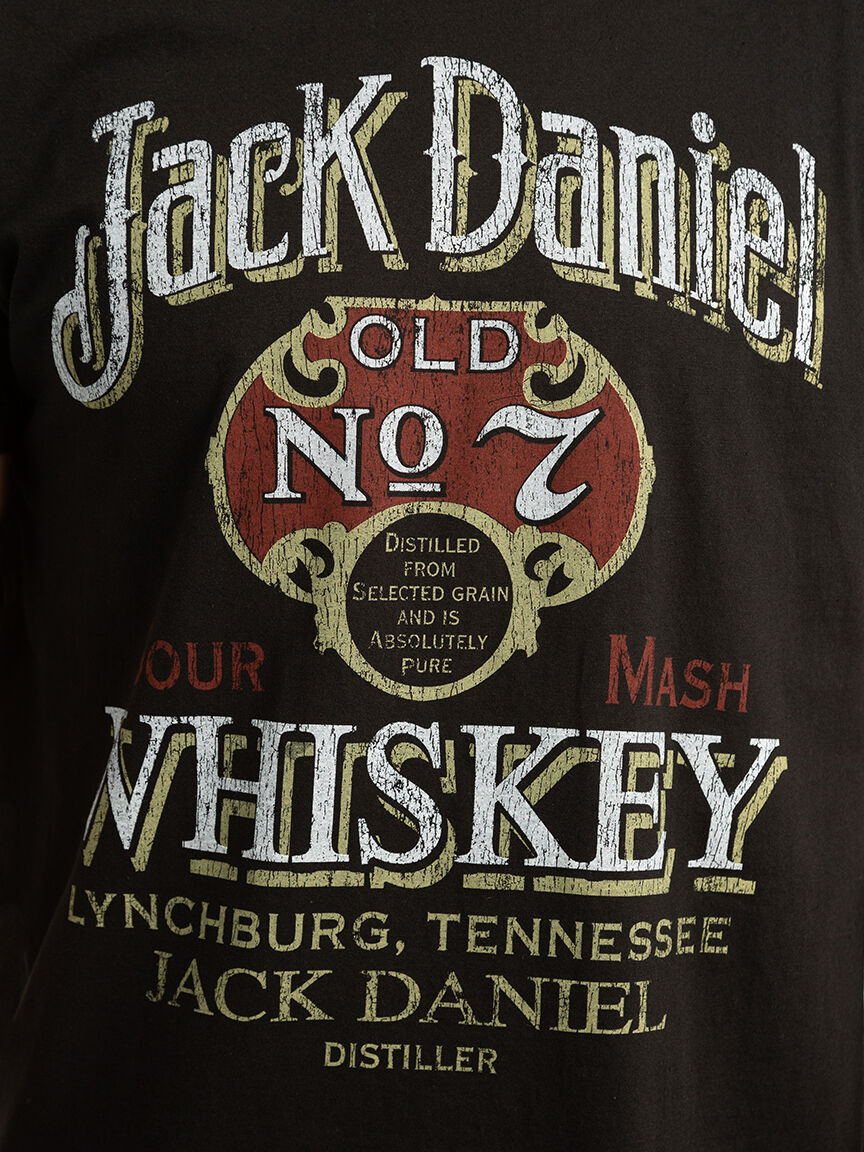 Jack Daniel
OLD
No 7
DISTILLED
FROM
SELECTED GRAIN
AND IS
ABSOLUTELY
PURE
SOUR MASH
WHISKEY
LYNCHBURG, TENNESSEE
JACK DANIEL
DISTILLER